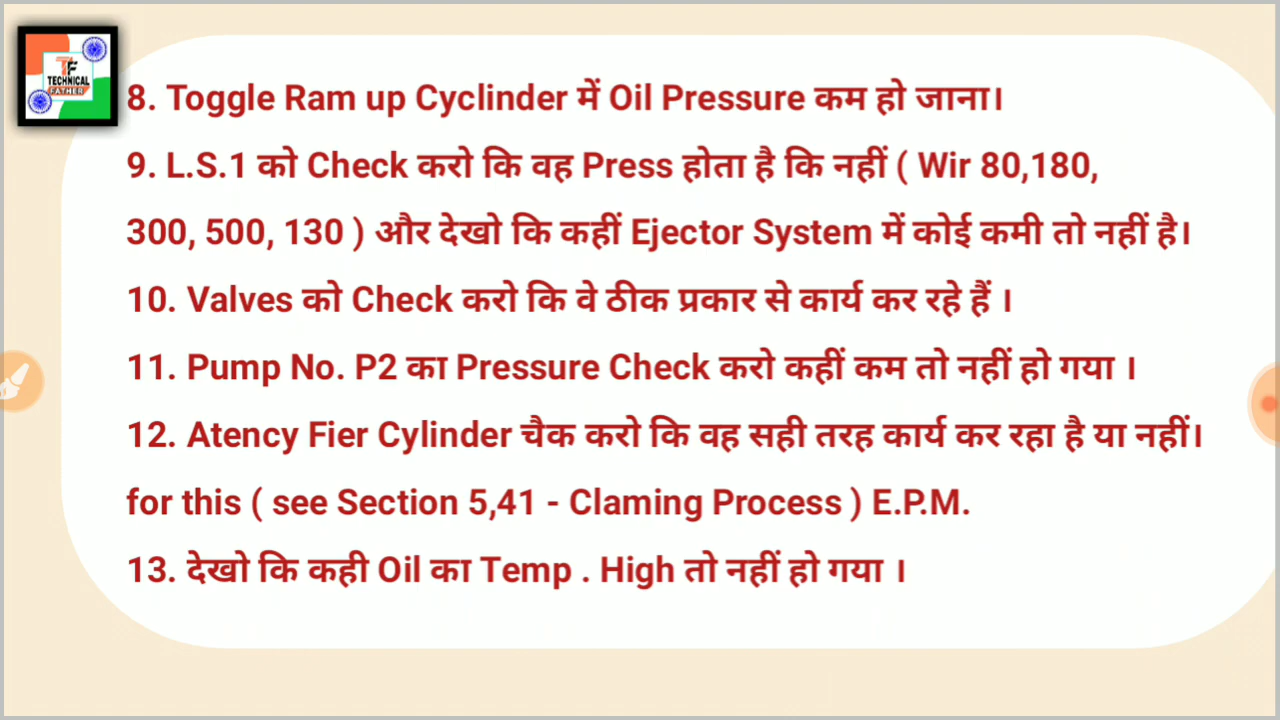 TF
TECHNICAL
FATHER
8. Toggle Ram up Cyclinder में Oil Pressure कम हो जाना।
9. L.S.1 को Check करो कि वह Press होता है कि नहीं ( Wir 80,180,
300, 500, 130 ) और देखो कि कहीं Ejector System में कोई कमी तो नहीं है।
10. Valves को Check करो कि वे ठीक प्रकार से कार्य कर रहे हैं ।
11. Pump No. P2 का Pressure Check करो कहीं कम तो नहीं हो गया ।
12. Atency Fier Cylinder चैक करो कि वह सही तरह कार्य कर रहा है या नहीं।
for this ( see Section 5,41 - Claming Process ) E.P.M.
13. देखो कि कही Oil का Temp . High तो नहीं हो गया ।